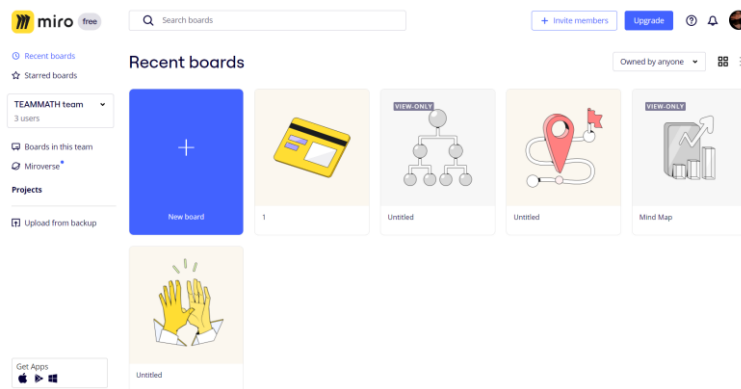 miro free
Search boards
Invite members
Upgrade
Recent boards
Starred boards
TEAMMATH team
3 users
Boards in this team
Miroverse
Projects
Upload from backup
Get Apps
Recent boards
Owned by anyone
New board
1
VIEW-ONLY
Untitled
Untitled
VIEW-ONLY
Mind Map
Untitled